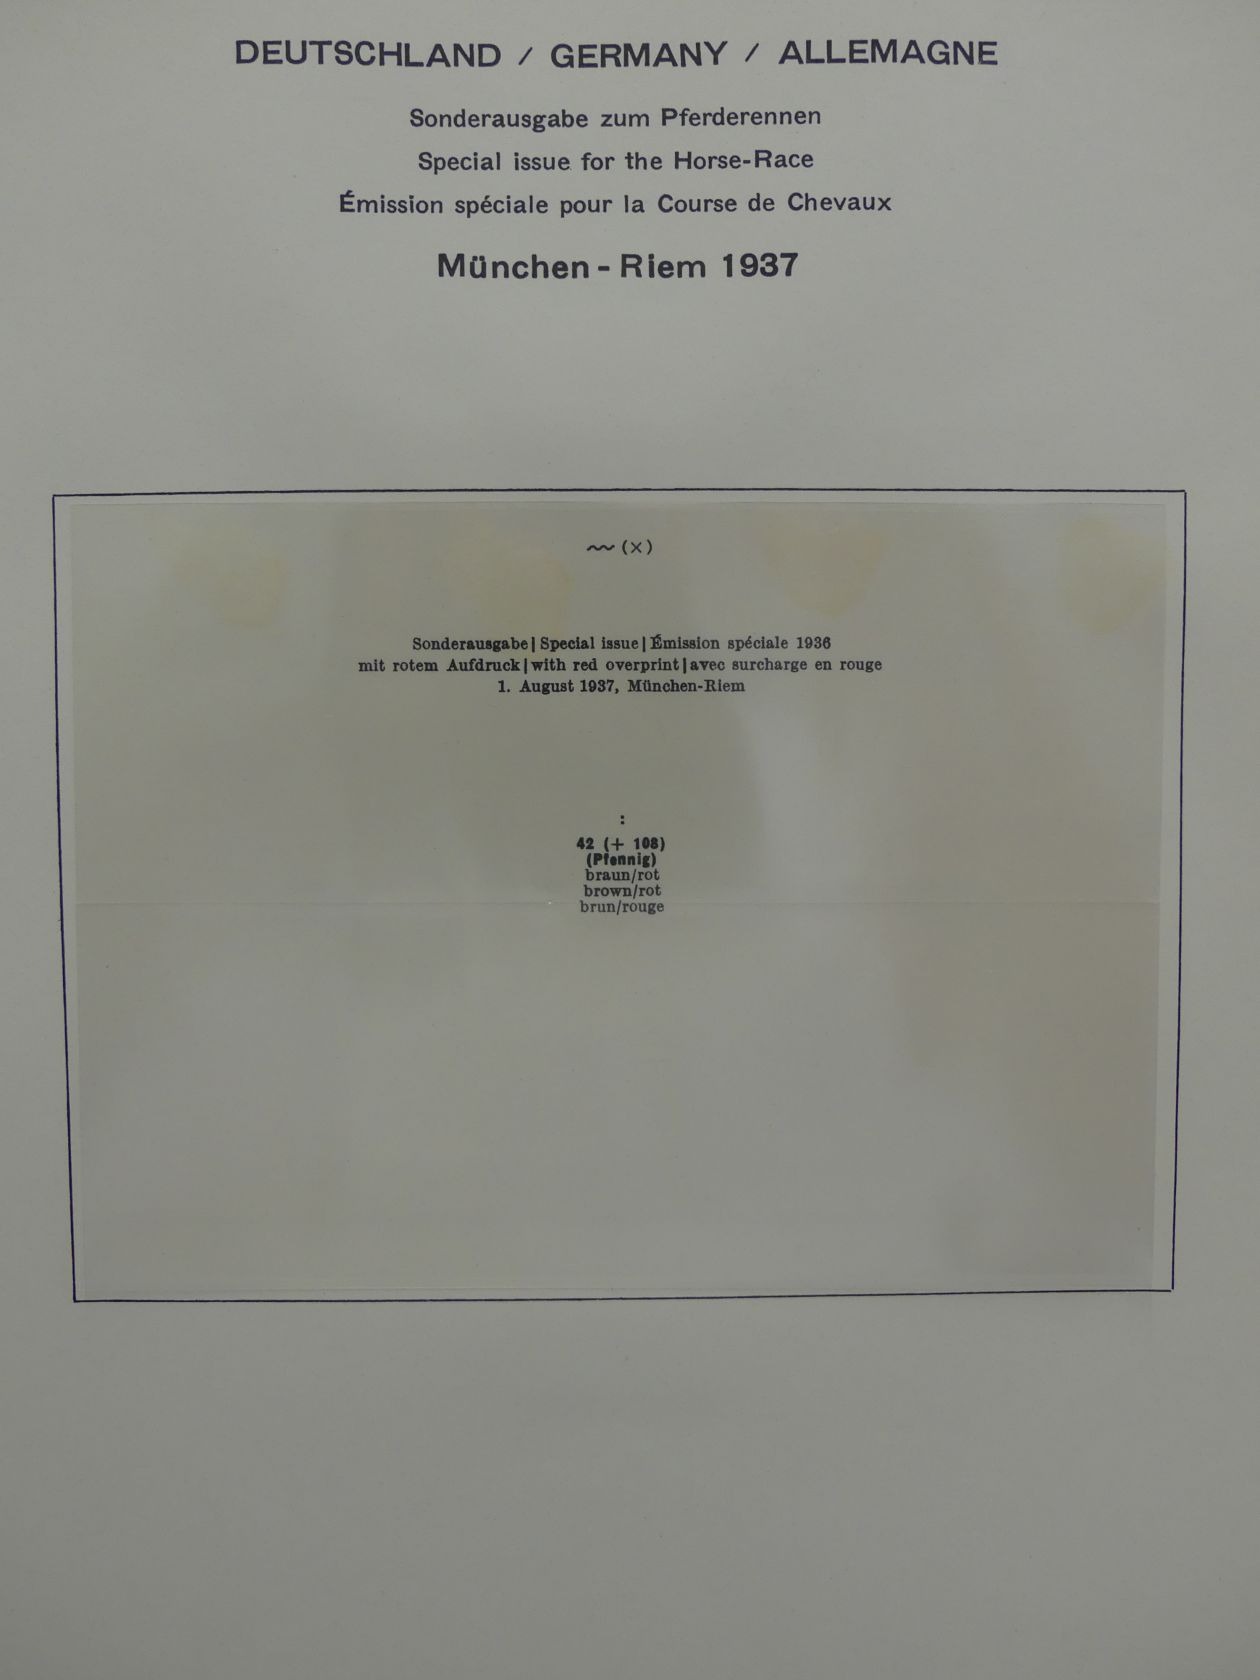 DEUTSCHLAND / GERMANY / ALLEMAGNE
Sonderausgabe zum Pferderennen
Special issue for the Horse-Race
Émission spéciale pour la Course de Chevaux
München - Riem 1937
~~ (×)
Sonderausgabe | Special issue | Émission spéciale 1936
mit rotem Aufdruck | with red overprint | avec surcharge en rouge
1. August 1937, München-Riem
:
42 (+ 108)
(Pfennig)
braun/rot
brown/rot
brun/rouge